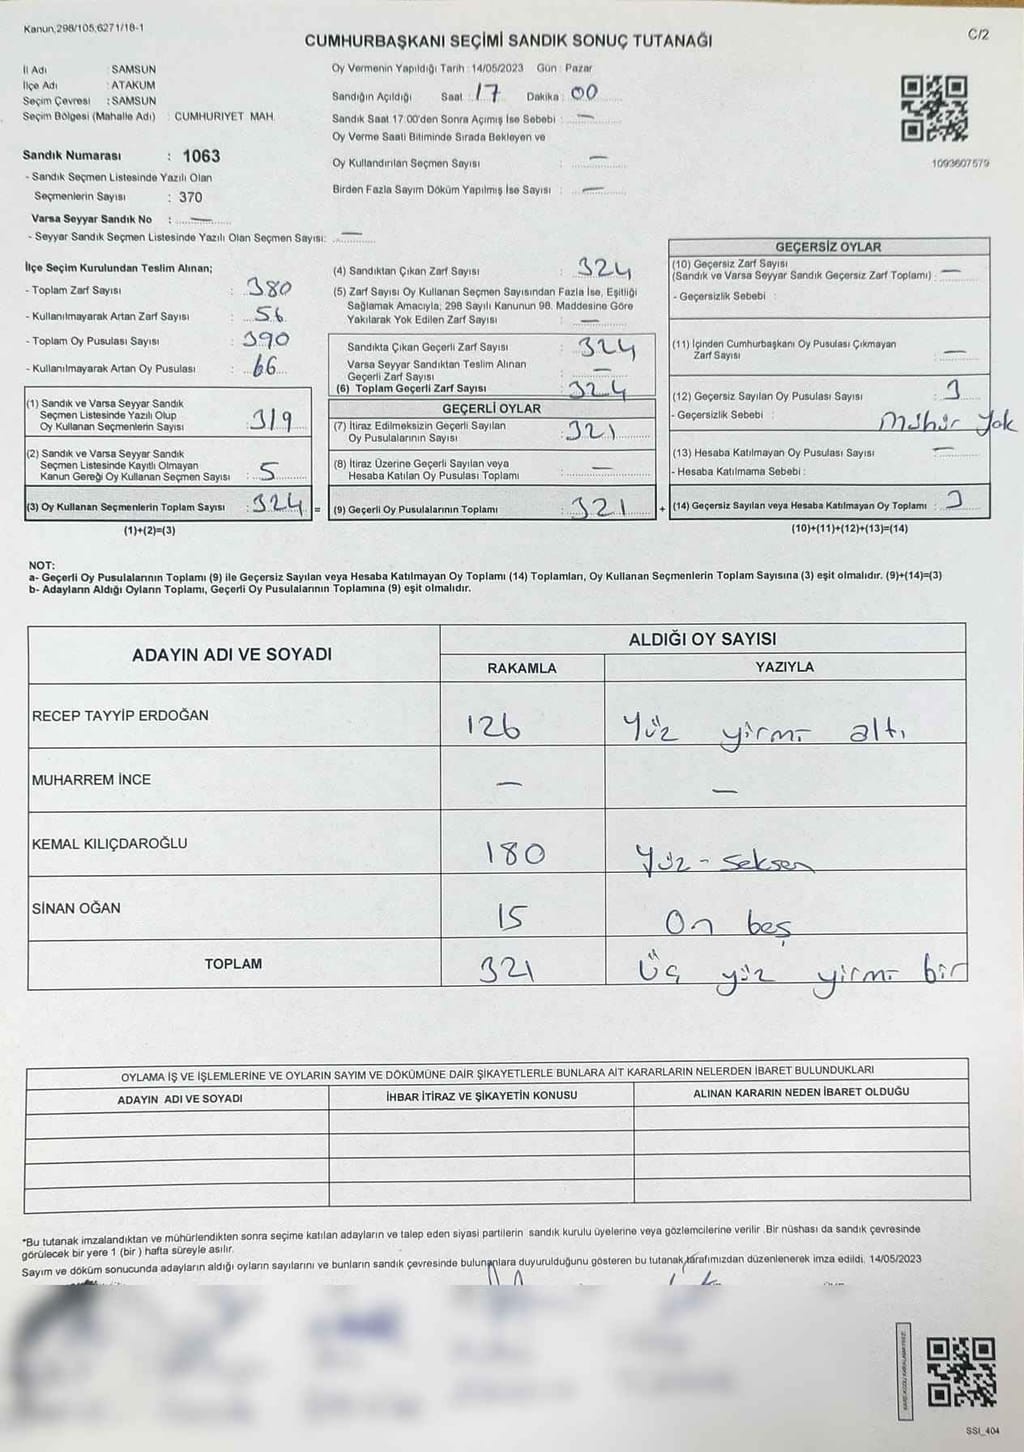 Kanun,298/105,6271/18-1
C/2
CUMHURBAŞKANI SEÇİMİ SANDIK SONUÇ TUTANAĞI
İl Adı : SAMSUN
İlçe Adı : ATAKUM
Seçim Çevresi : SAMSUN
Seçim Bölgesi (Mahalle Adı) : CUMHURİYET MAH.
Sandık Numarası : 1063
- Sandık Seçmen Listesinde Yazılı Olan
Seçmenlerin Sayısı : 370
Varsa Seyyar Sandık No : —
- Seyyar Sandık Seçmen Listesinde Yazılı Olan Seçmen Sayısı: —
Oy Vermenin Yapıldığı Tarih : 14/05/2023 Gün : Pazar
Sandığın Açıldığı Saat : 17 Dakika : 00
Sandık Saat 17:00'den Sonra Açımış İse Sebebi : —
Oy Verme Saati Bitiminde Sırada Bekleyen ve
Oy Kullandırılan Seçmen Sayısı : —
Birden Fazla Sayım Döküm Yapılmış İse Sayısı : —
1093607579
İlçe Seçim Kurulundan Teslim Alınan;
- Toplam Zarf Sayısı : 380
- Kullanılmayarak Artan Zarf Sayısı : 56
- Toplam Oy Pusulası Sayısı : 390
- Kullanılmayarak Artan Oy Pusulası : 66
(1) Sandık ve Varsa Seyyar Sandık
Seçmen Listesinde Yazılı Olup
Oy Kullanan Seçmenlerin Sayısı : 319
(2) Sandık ve Varsa Seyyar Sandık
Seçmen Listesinde Kayıtlı Olmayan
Kanun Gereği Oy Kullanan Seçmen Sayısı : 5
(3) Oy Kullanan Seçmenlerin Toplam Sayısı : 324 =
(1)+(2)=(3)
(4) Sandıktan Çıkan Zarf Sayısı : 324
(5) Zarf Sayısı Oy Kullanan Seçmen Sayısından Fazla İse, Eşitliği
Sağlamak Amacıyla; 298 Sayılı Kanunun 98. Maddesine Göre
Yakılarak Yok Edilen Zarf Sayısı : —
Sandıkta Çıkan Geçerli Zarf Sayısı : 324
Varsa Seyyar Sandıktan Teslim Alınan
Geçerli Zarf Sayısı : —
(6) Toplam Geçerli Zarf Sayısı : 324
GEÇERLİ OYLAR
(7) İtiraz Edilmeksizin Geçerli Sayılan
Oy Pusulalarının Sayısı : 321
(8) İtiraz Üzerine Geçerli Sayılan veya
Hesaba Katılan Oy Pusulası Toplamı : —
(9) Geçerli Oy Pusulalarının Toplamı : 321 +
GEÇERSİZ OYLAR
(10) Geçersiz Zarf Sayısı
(Sandık ve Varsa Seyyar Sandık Geçersiz Zarf Toplamı) : —
- Geçersizlik Sebebi :
(11) İçinden Cumhurbaşkanı Oy Pusulası Çıkmayan
Zarf Sayısı : —
(12) Geçersiz Sayılan Oy Pusulası Sayısı : 3
- Geçersizlik Sebebi : Mühür Yok
(13) Hesaba Katılmayan Oy Pusulası Sayısı : —
- Hesaba Katılmama Sebebi :
(14) Geçersiz Sayılan veya Hesaba Katılmayan Oy Toplamı : 3
(10)+(11)+(12)+(13)=(14)
NOT:
a- Geçerli Oy Pusulalarının Toplamı (9) ile Geçersiz Sayılan veya Hesaba Katılmayan Oy Toplamı (14) Toplamları, Oy Kullanan Seçmenlerin Toplam Sayısına (3) eşit olmalıdır. (9)+(14)=(3)
b- Adayların Aldığı Oyların Toplamı, Geçerli Oy Pusulalarının Toplamına (9) eşit olmalıdır.
ADAYIN ADI VE SOYADI
ALDIĞI OY SAYISI
RAKAMLA YAZIYLA
RECEP TAYYİP ERDOĞAN 126 Yüz yirmi altı
MUHARREM İNCE — —
KEMAL KILIÇDAROĞLU 180 Yüz-seksen
SİNAN OĞAN 15 On beş
TOPLAM 321 Üç yüz yirmi bir
OYLAMA İŞ VE İŞLEMLERİNE VE OYLARIN SAYIM VE DÖKÜMÜNE DAİR ŞİKAYETLERLE BUNLARA AİT KARARLARIN NELERDEN İBARET BULUNDUKLARI
ADAYIN ADI VE SOYADI İHBAR İTİRAZ VE ŞİKAYETİN KONUSU ALINAN KARARIN NEDEN İBARET OLDUĞU
*Bu tutanak imzalandıktan ve mühürlendikten sonra seçime katılan adayların ve talep eden siyasi partilerin sandık kurulu üyelerine veya gözlemcilerine verilir .Bir nüshası da sandık çevresinde
görülecek bir yere 1 (bir ) hafta süreyle asılır.
Sayım ve döküm sonucunda adayların aldığı oyların sayılarını ve bunların sandık çevresinde bulunanlara duyurulduğunu gösteren bu tutanak tarafımızdan düzenlenerek imza edildi. 14/05/2023
SSİ_404